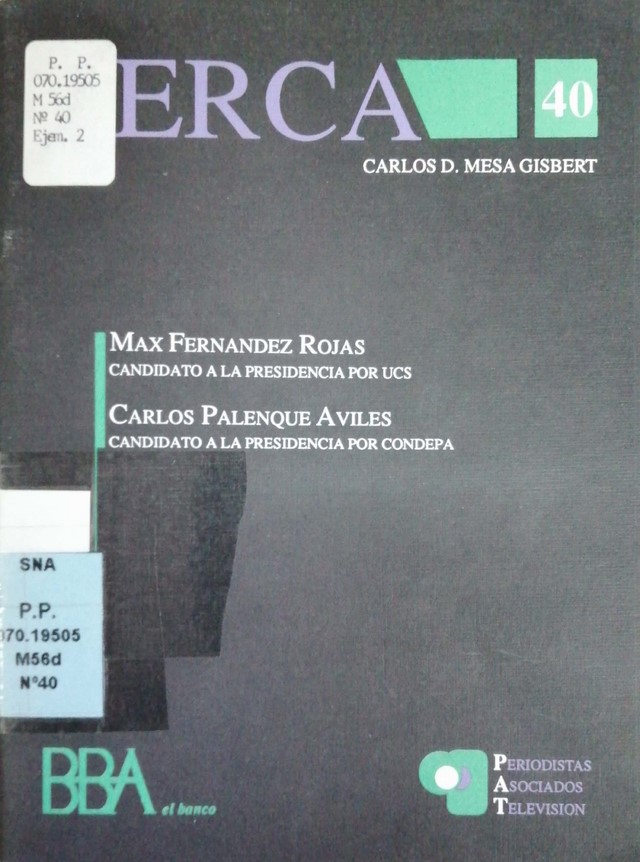 P. P.
070.19505
M 56d
Nº 40
Ejem. 2
ERCA
40
CARLOS D. MESA GISBERT
MAX FERNANDEZ ROJAS
CANDIDATO A LA PRESIDENCIA POR UCS
CARLOS PALENQUE AVILES
CANDIDATO A LA PRESIDENCIA POR CONDEPA
SNA
P.P.
070.19505
M56d
Nº40
BBA el banco
PERIODISTAS
ASOCIADOS
TELEVISION